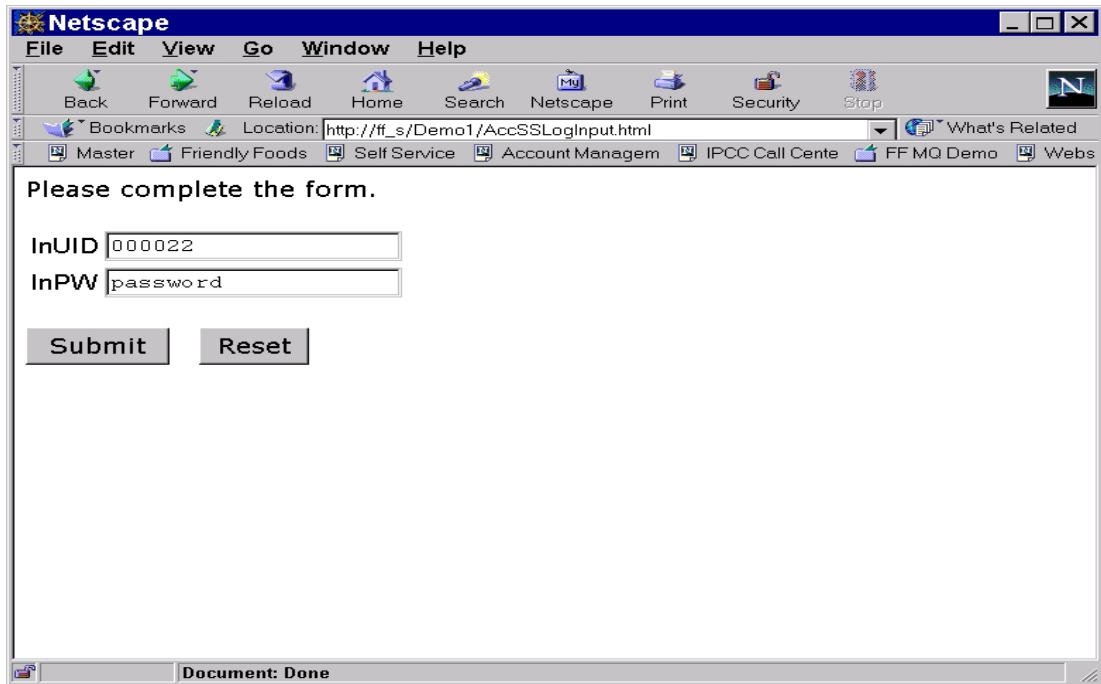 Netscape
File Edit View Go Window Help
My
Back Forward Reload Home Search Netscape Print Security Stop
N
Bookmarks Location: http://ff_s/Demo1/AccSSLogInput.html What's Related
Master Friendly Foods Self Service Account Managem IPCC Call Cente FF MQ Demo Webs
Please complete the form.
InUID 000022
InPW password
Submit Reset
Document: Done